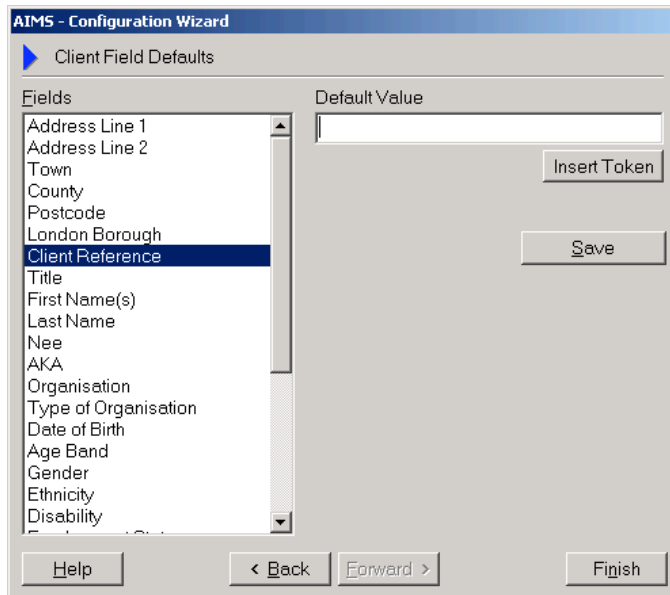 AIMS - Configuration Wizard
Client Field Defaults
Fields
Default Value
Address Line 1
Address Line 2
Town
County
Postcode
London Borough
Client Reference
Title
First Name(s)
Last Name
Nee
AKA
Organisation
Type of Organisation
Date of Birth
Age Band
Gender
Ethnicity
Disability
Insert Token
Save
Help
< Back
Forward >
Finish